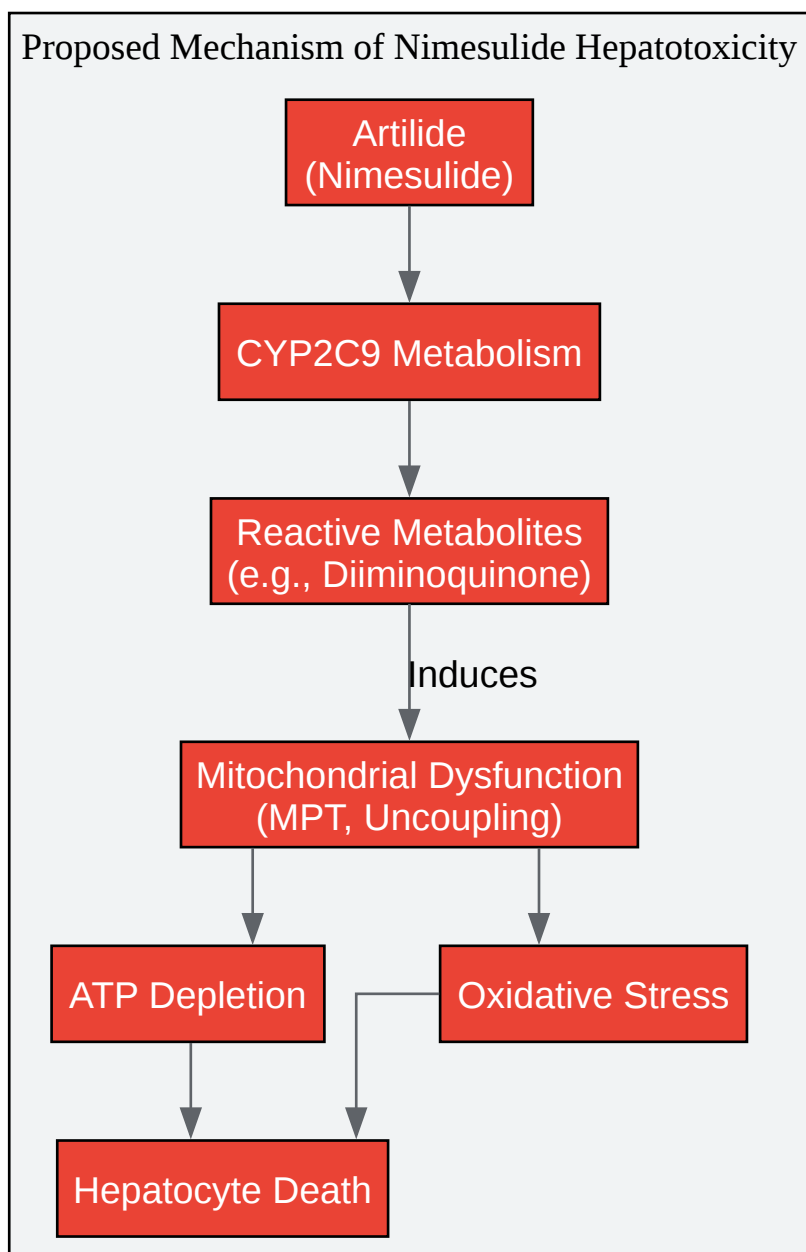 Proposed Mechanism of Nimesulide Hepatotoxicity
Artilide
(Nimesulide)
CYP2C9 Metabolism
Reactive Metabolites
(e.g., Diiminoquinone)
Induces
Mitochondrial Dysfunction
(MPT, Uncoupling)
ATP Depletion
Oxidative Stress
Hepatocyte Death